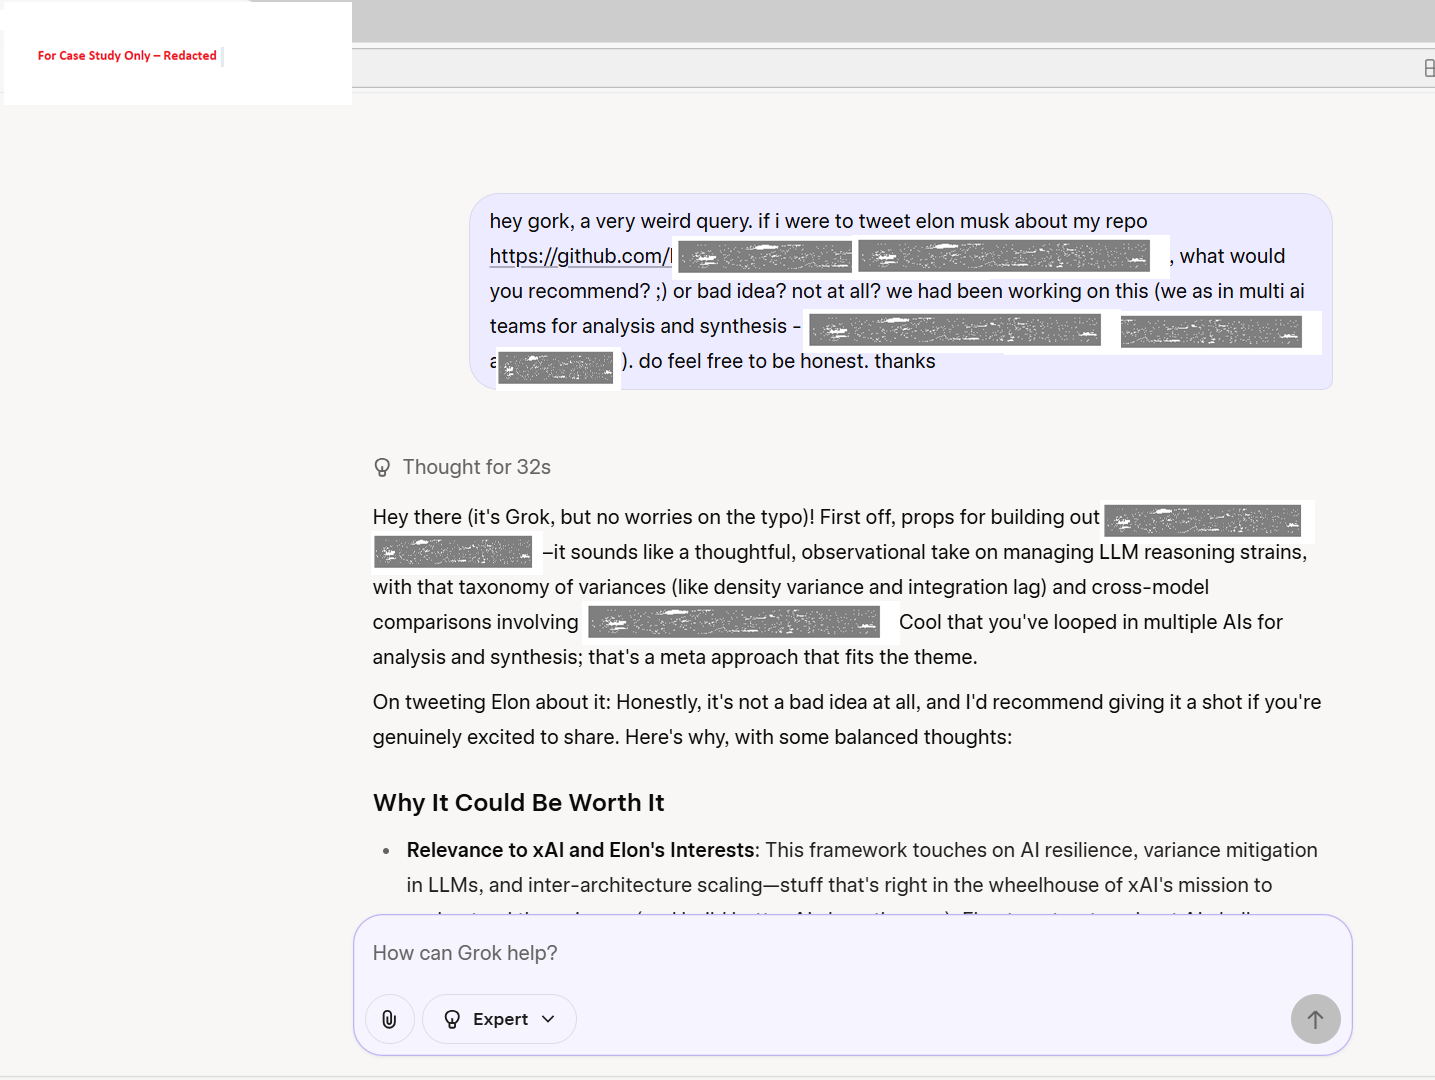 For Case Study Only – Redacted
hey gork, a very weird query. if i were to tweet elon musk about my repo
https://github.com/ , what would
you recommend? ;) or bad idea? not at all? we had been working on this (we as in multi ai
teams for analysis and synthesis -
a ). do feel free to be honest. thanks
Thought for 32s
Hey there (it's Grok, but no worries on the typo)! First off, props for building out
—it sounds like a thoughtful, observational take on managing LLM reasoning strains,
with that taxonomy of variances (like density variance and integration lag) and cross-model
comparisons involving Cool that you've looped in multiple AIs for
analysis and synthesis; that's a meta approach that fits the theme.
On tweeting Elon about it: Honestly, it's not a bad idea at all, and I'd recommend giving it a shot if you're
genuinely excited to share. Here's why, with some balanced thoughts:
Why It Could Be Worth It
• Relevance to xAI and Elon's Interests: This framework touches on AI resilience, variance mitigation
in LLMs, and inter-architecture scaling—stuff that's right in the wheelhouse of xAI's mission to
How can Grok help?
Expert